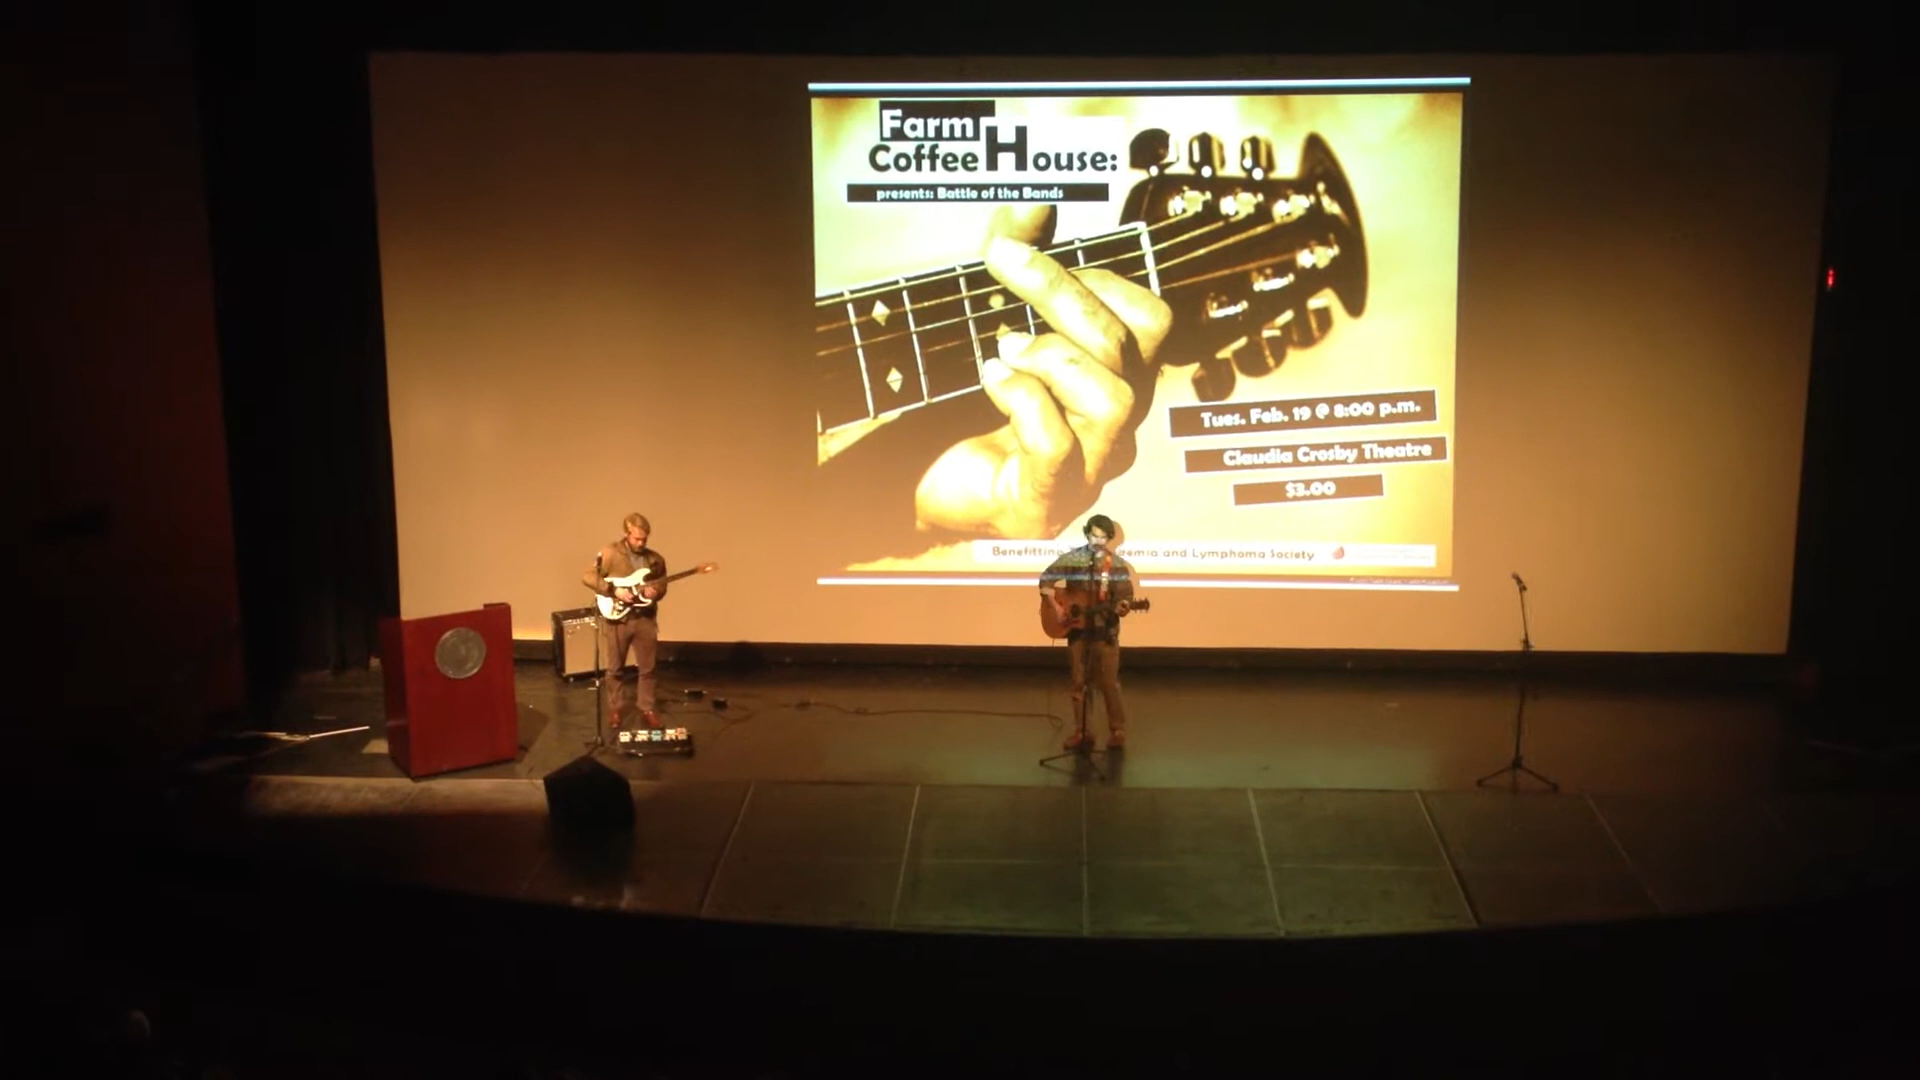 Farm
Coffee House:
presents: Battle of the Bands
Tues. Feb. 19 @ 8:00 p.m.
Claudia Crosby Theatre
$3.00
Benefitting and Lymphoma Society